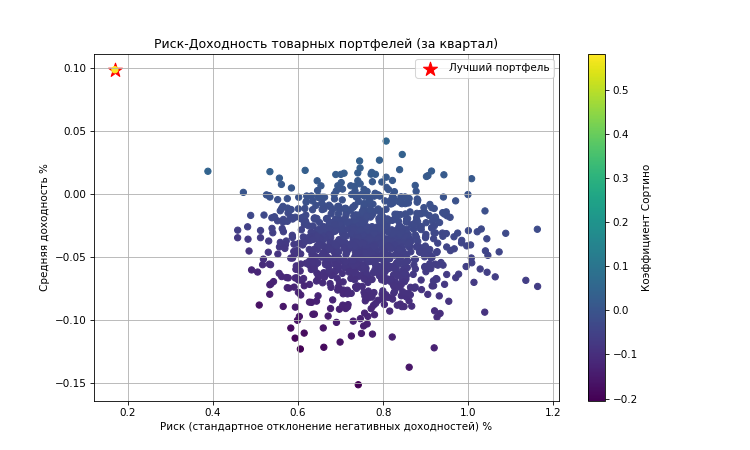 Риск-Доходность товарных портфелей (за квартал)
Лучший портфель
Средняя доходность %
0.10
0.05
0.00
−0.05
−0.10
−0.15
0.2 0.4 0.6 0.8 1.0 1.2
Риск (стандартное отклонение негативных доходностей) %
0.5
0.4
0.3
0.2
0.1
0.0
−0.1
−0.2
Коэффициент Сортино